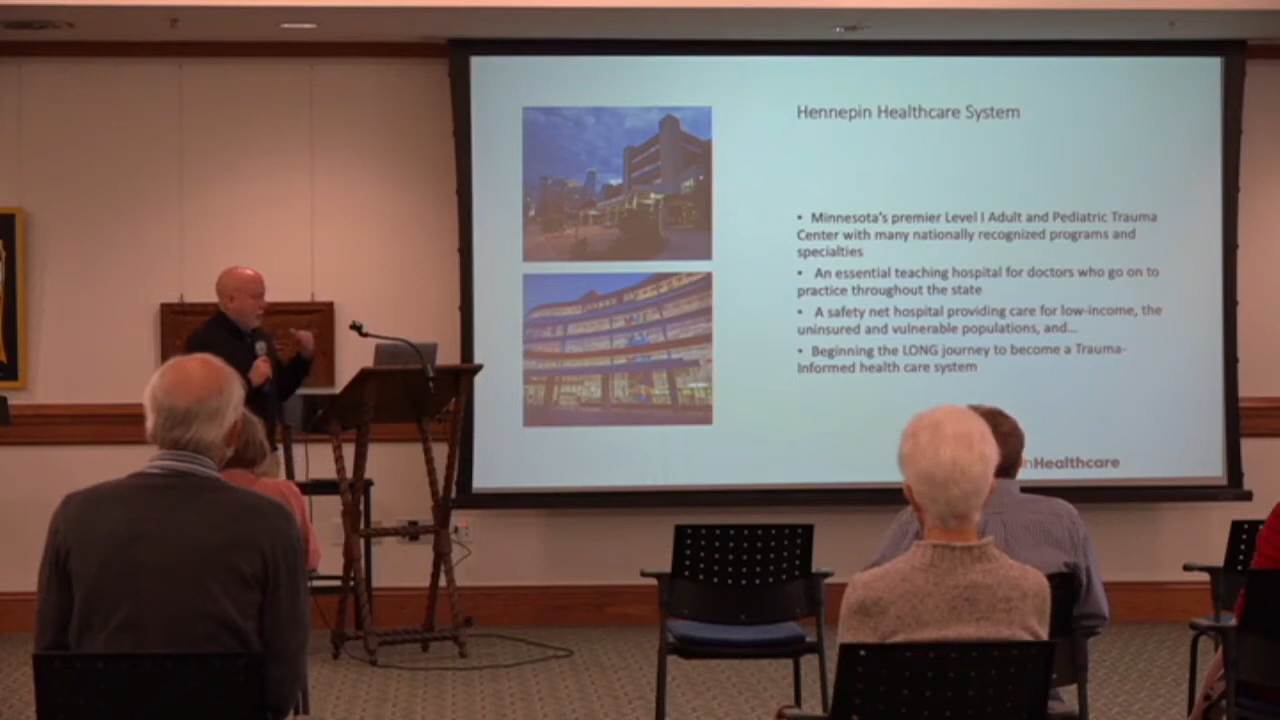 Hennepin Healthcare System
• Minnesota's premier Level I Adult and Pediatric Trauma
Center with many nationally recognized programs and
specialties
• An essential teaching hospital for doctors who go on to
practice throughout the state
• A safety net hospital providing care for low-income, the
uninsured and vulnerable populations, and...
• Beginning the LONG journey to become a Trauma-
Informed health care system
nHealthcare